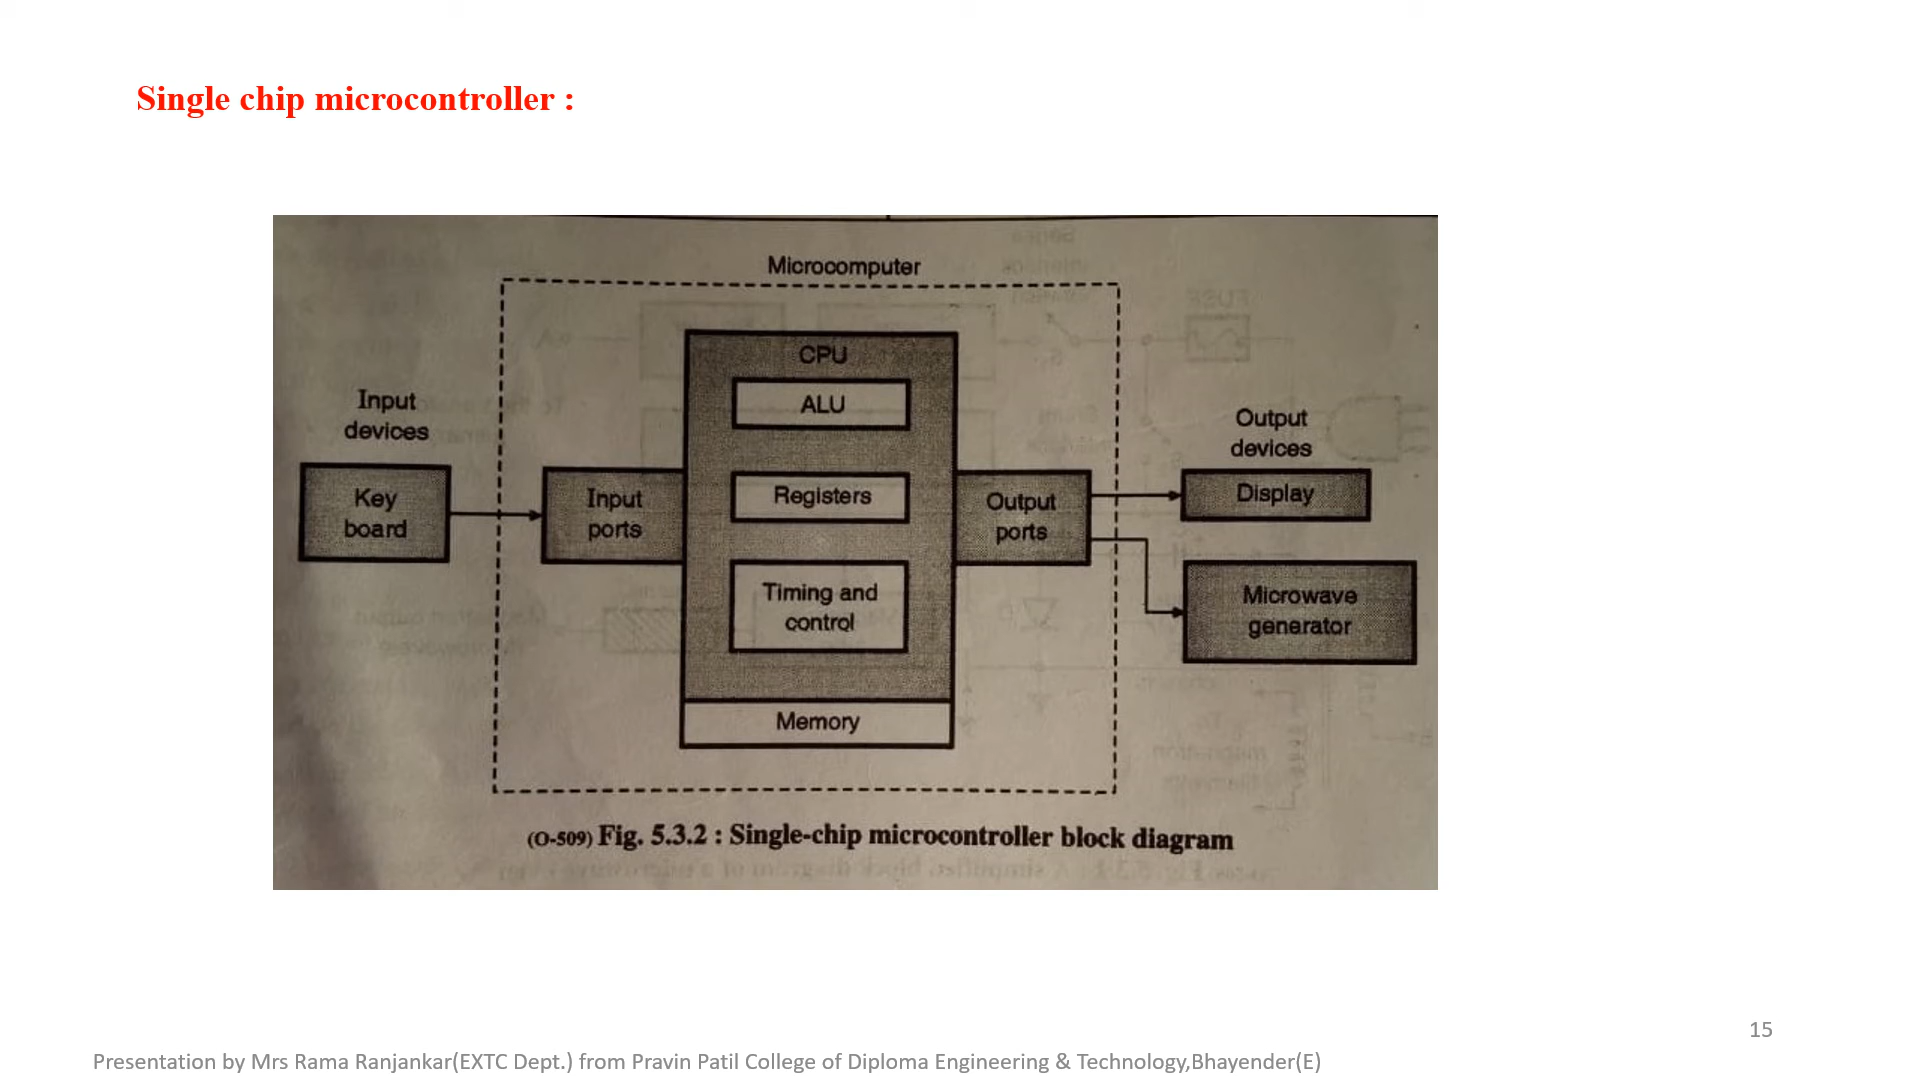 Single chip microcontroller :
Microcomputer
CPU
ALU
Input
devices
Output
devices
Key
board
Input
ports
Registers
Output
ports
Display
Timing and
control
Microwave
generator
Memory
(O-509) Fig. 5.3.2 : Single-chip microcontroller block diagram
15
Presentation by Mrs Rama Ranjankar(EXTC Dept.) from Pravin Patil College of Diploma Engineering & Technology,Bhayender(E)